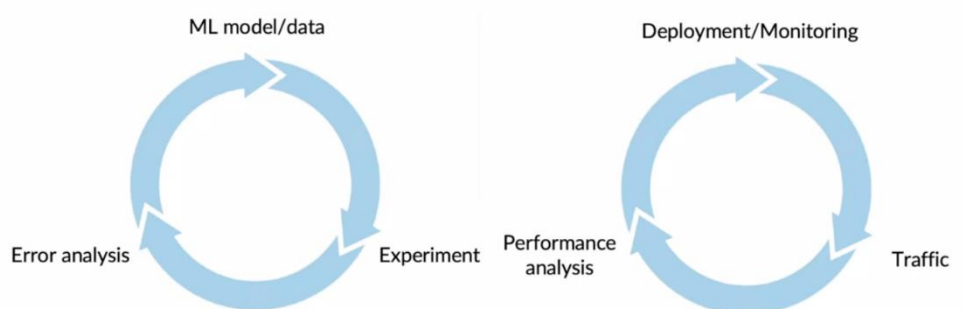 ML model/data
Deployment/Monitoring
Error analysis
Experiment
Performance
analysis
Traffic